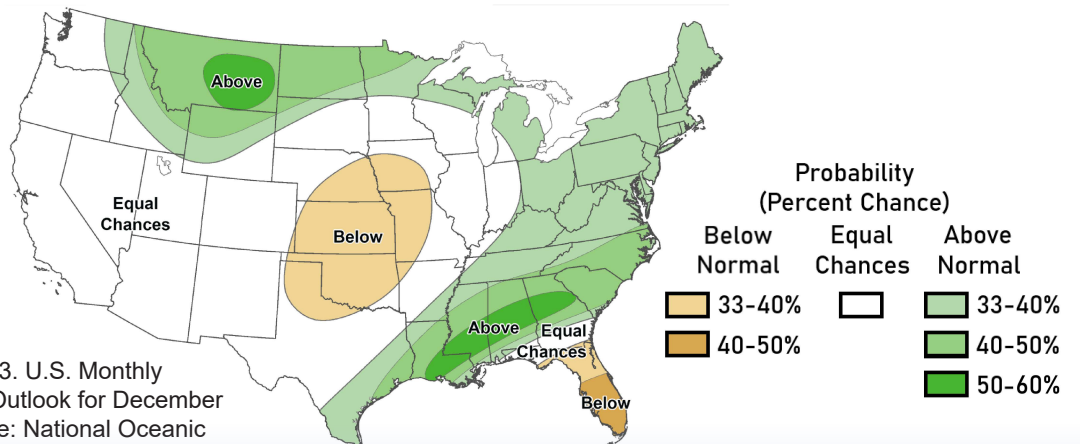 Above
Equal
Chances
Below
Above
Equal
Chances
Below
3. U.S. Monthly
Outlook for December
e: National Oceanic
Probability
(Percent Chance)
Below Normal
Equal Chances
Above Normal
33-40%
40-50%
33-40%
40-50%
50-60%